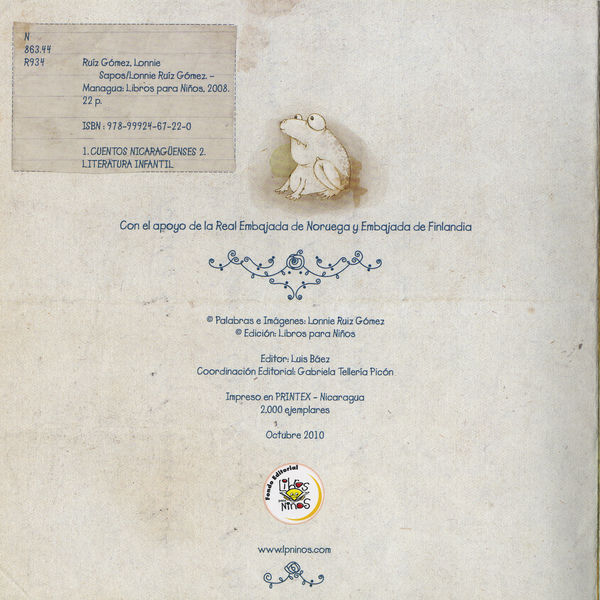 N
863.44
R934 Ruíz Gómez, Lonnie
Sapos/Lonnie Ruíz Gómez. –
Managua: Libros para Niños, 2008.
22 p.
ISBN : 978-99924-67-22-0
1. CUENTOS NICARAGÜENSES 2.
LITERATURA INFANTIL
Con el apoyo de la Real Embajada de Noruega y Embajada de Finlandia
© Palabras e Imágenes: Lonnie Ruiz Gómez
© Edición: Libros para Niños
Editor: Luis Báez
Coordinación Editorial: Gabriela Tellería Picón
Impreso en PRINTEX - Nicaragua
2,000 ejemplares
Octubre 2010
Fondo Editorial
Libros
para
Niños
www.lpninos.com